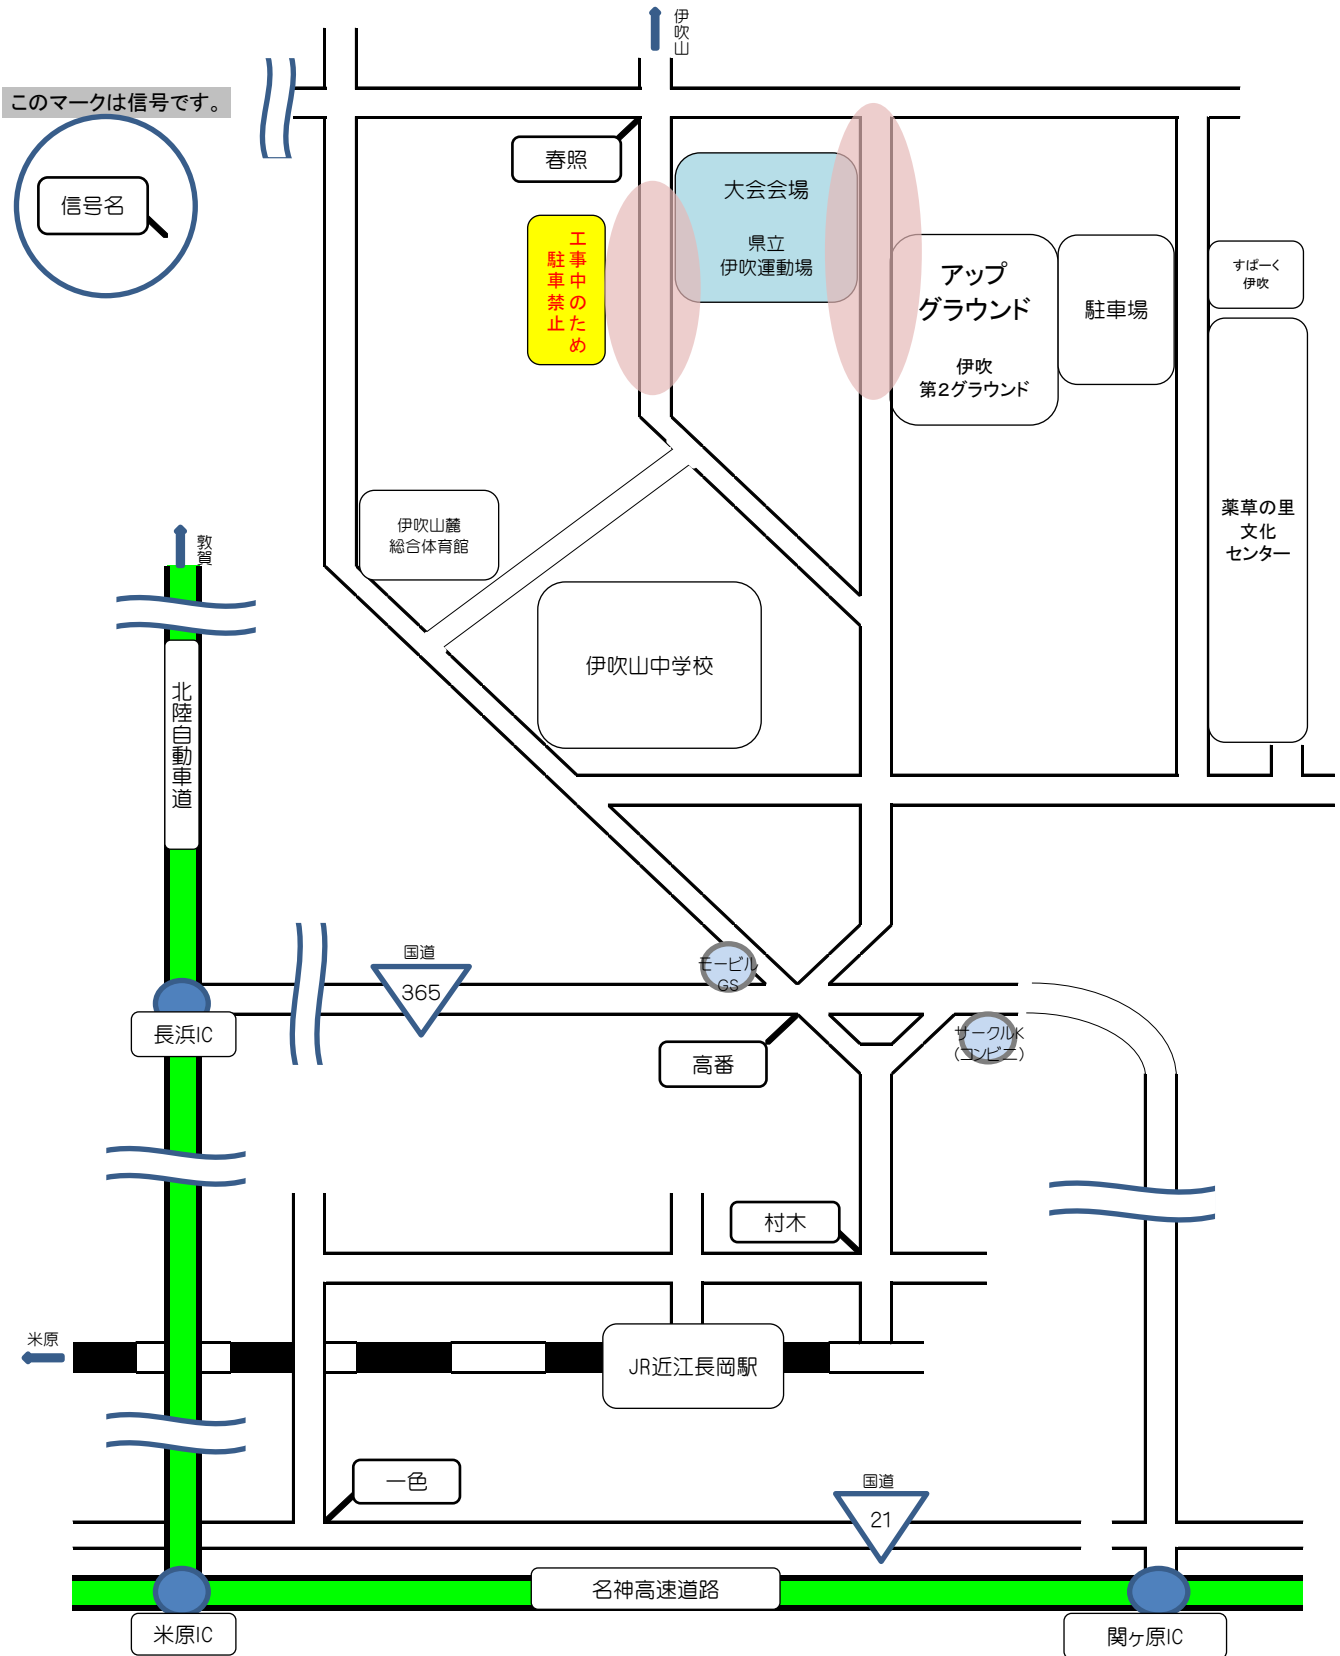 伊吹山
このマークは信号です。
信号名
春照
大会会場
県立
伊吹運動場
工事中のため
駐車禁止
アップ
グラウンド
伊吹
第2グラウンド
駐車場
すぱーく
伊吹
薬草の里
文化
センター
伊吹山麓
総合体育館
伊吹山中学校
敦賀
北陸自動車道
国道
365
モービル
GS
長浜IC
高番
サークルK
(コンビニ)
村木
米原
JR近江長岡駅
一色
国道
21
名神高速道路
米原IC
関ヶ原IC